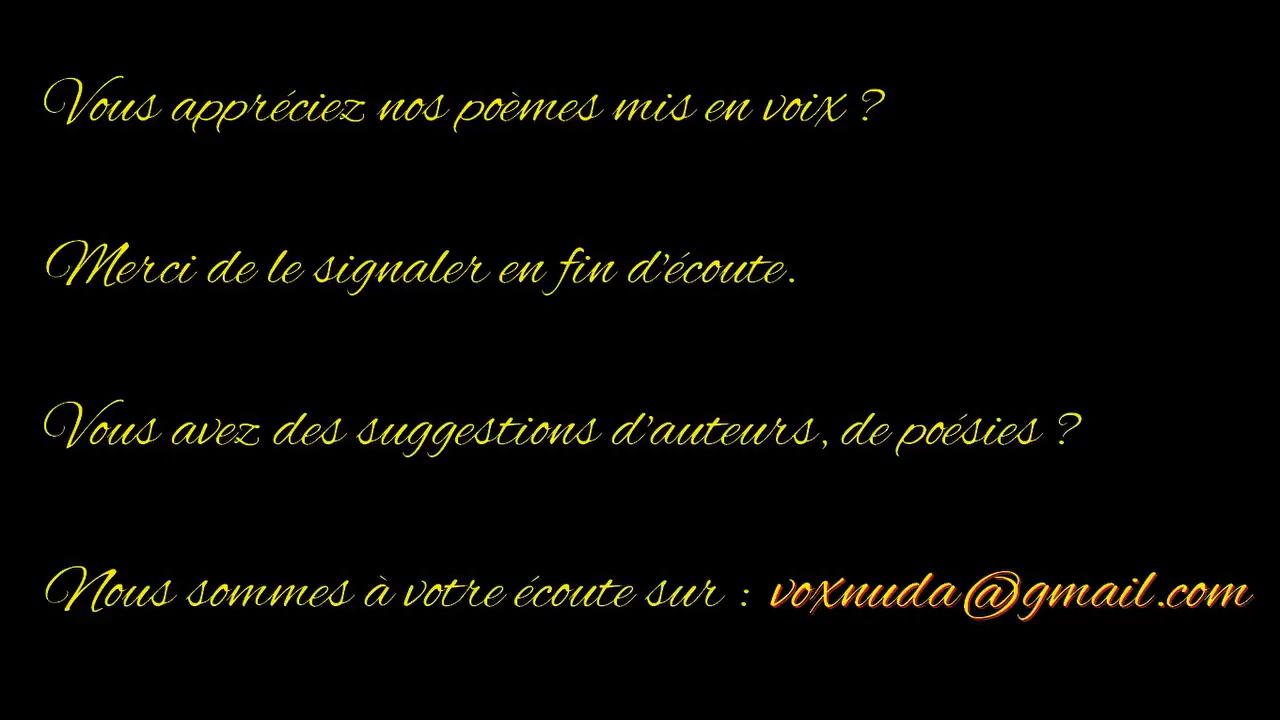 Vous appréciez nos poèmes mis en voix ?
Merci de le signaler en fin d'écoute.
Vous avez des suggestions d'auteurs, de poésies ?
Nous sommes à votre écoute sur : voxnuda@gmail.com